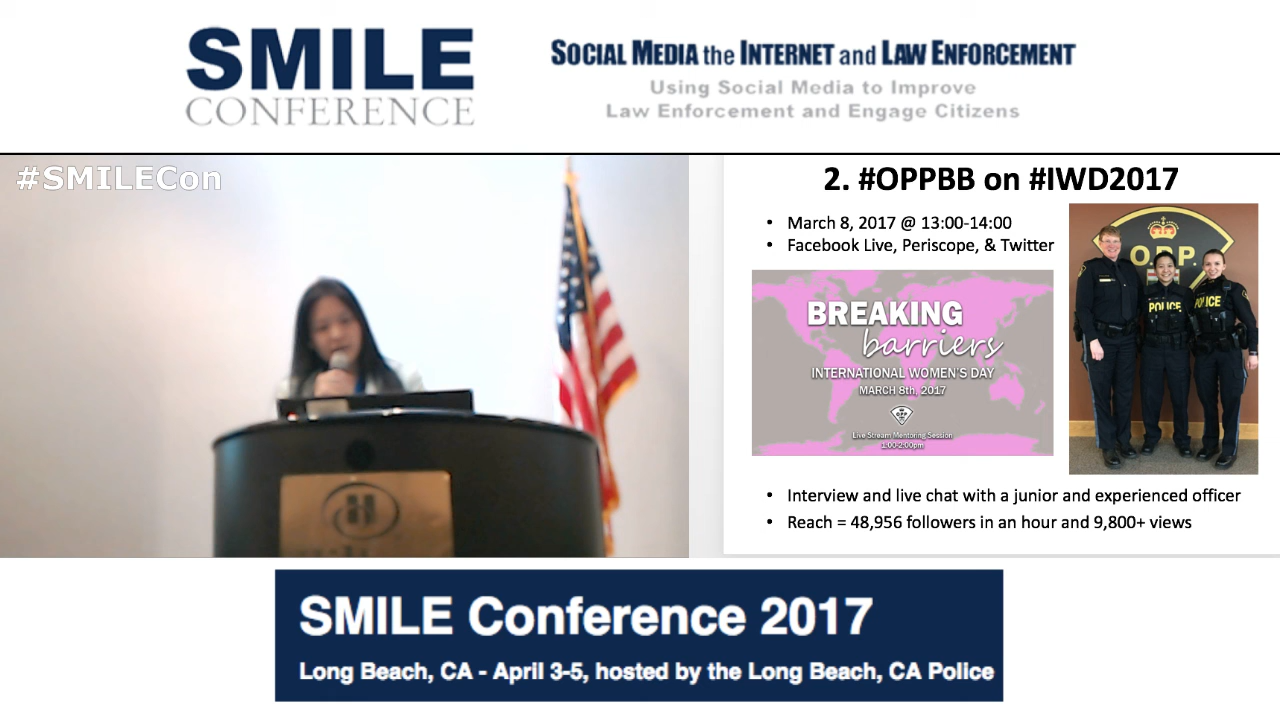 SMILE
CONFERENCE
SOCIAL MEDIA the INTERNET and LAW ENFORCEMENT
Using Social Media to Improve
Law Enforcement and Engage Citizens
#SMILECon
2. #OPPBB on #IWD2017
• March 8, 2017 @ 13:00-14:00
• Facebook Live, Periscope, & Twitter
BREAKING
barriers
INTERNATIONAL WOMEN'S DAY
MARCH 8th, 2017
O.P.P.
Live Stream Mentoring Session
1:00-2:00pm
O.P.P.
POLICE
POLICE
• Interview and live chat with a junior and experienced officer
• Reach = 48,956 followers in an hour and 9,800+ views
SMILE Conference 2017
Long Beach, CA - April 3-5, hosted by the Long Beach, CA Police